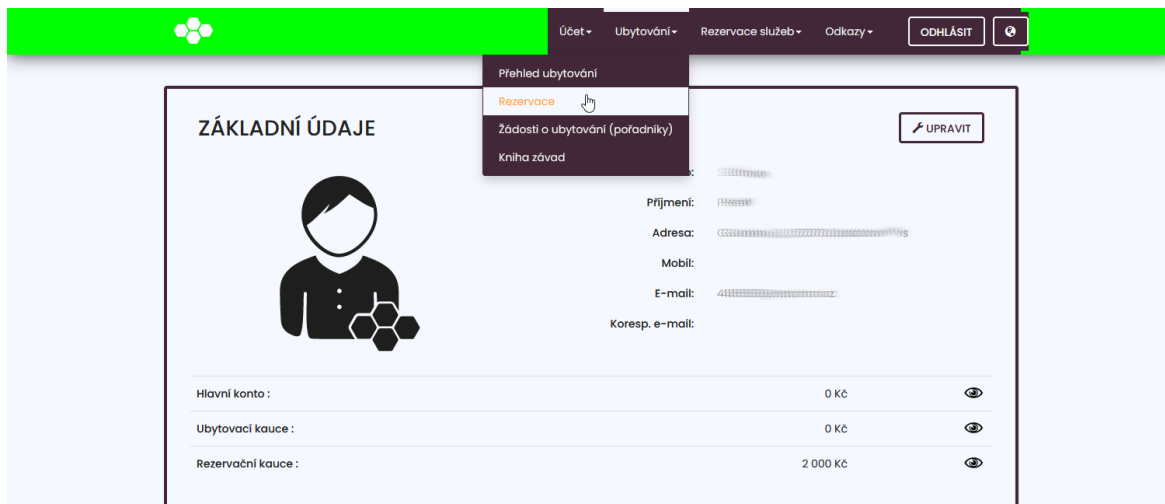 Účet
Ubytování
Rezervace služeb
Odkazy
ODHLÁSIT
Přehled ubytování
Rezervace
Žádosti o ubytování (pořadníky)
Kniha závad
ZÁKLADNÍ ÚDAJE
UPRAVIT
Příjmení:
Adresa:
Mobil:
E-mail:
Koresp. e-mail:
Hlavní konto : 0 Kč
Ubytovací kauce : 0 Kč
Rezervační kauce : 2 000 Kč